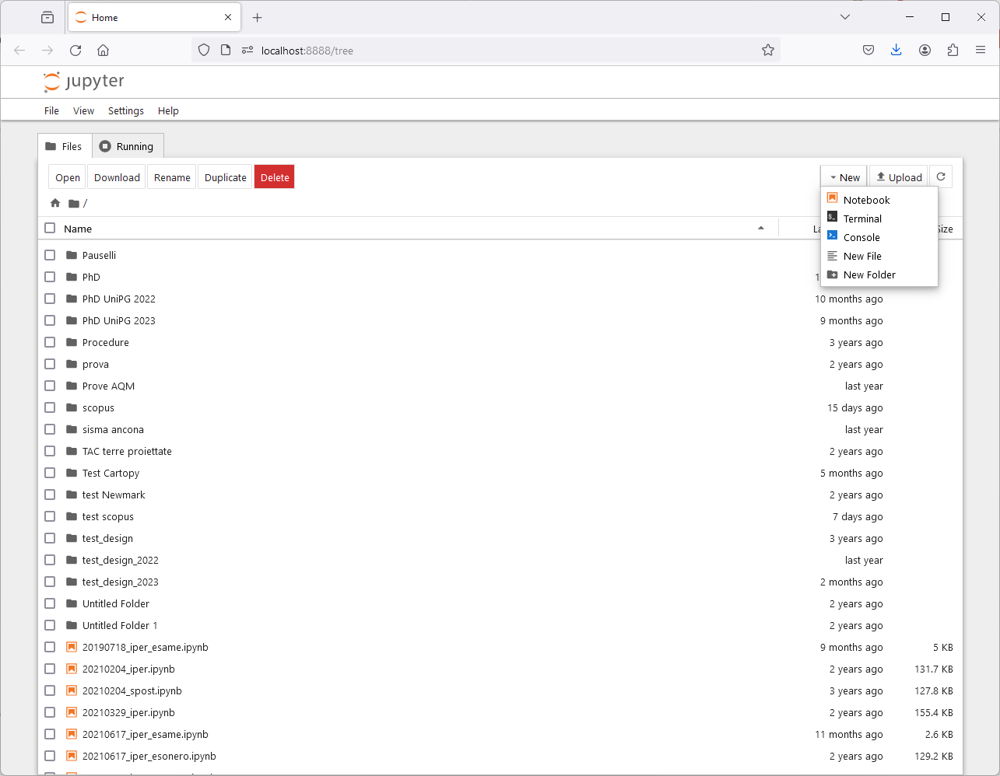 Home
localhost:8888/tree
jupyter
File View Settings Help
Files Running
Open Download Rename Duplicate Delete New Upload
/
Notebook
Terminal
Console
New File
New Folder
Name
Pauselli
PhD
PhD UniPG 2022 10 months ago
PhD UniPG 2023 9 months ago
Procedure 3 years ago
prova 2 years ago
Prove AQM last year
scopus 15 days ago
sisma ancona last year
TAC terre proiettate 2 years ago
Test Cartopy 5 months ago
test Newmark 2 years ago
test scopus 7 days ago
test_design 3 years ago
test_design_2022 last year
test_design_2023 2 months ago
Untitled Folder 2 years ago
Untitled Folder 1 2 years ago
20190718_iper_esame.ipynb 9 months ago 5 KB
20210204_iper.ipynb 2 years ago 131.7 KB
20210204_spost.ipynb 3 years ago 127.8 KB
20210329_iper.ipynb 2 years ago 155.4 KB
20210617_iper_esame.ipynb 11 months ago 2.6 KB
20210617_iper_esonero.ipynb 2 years ago 129.2 KB